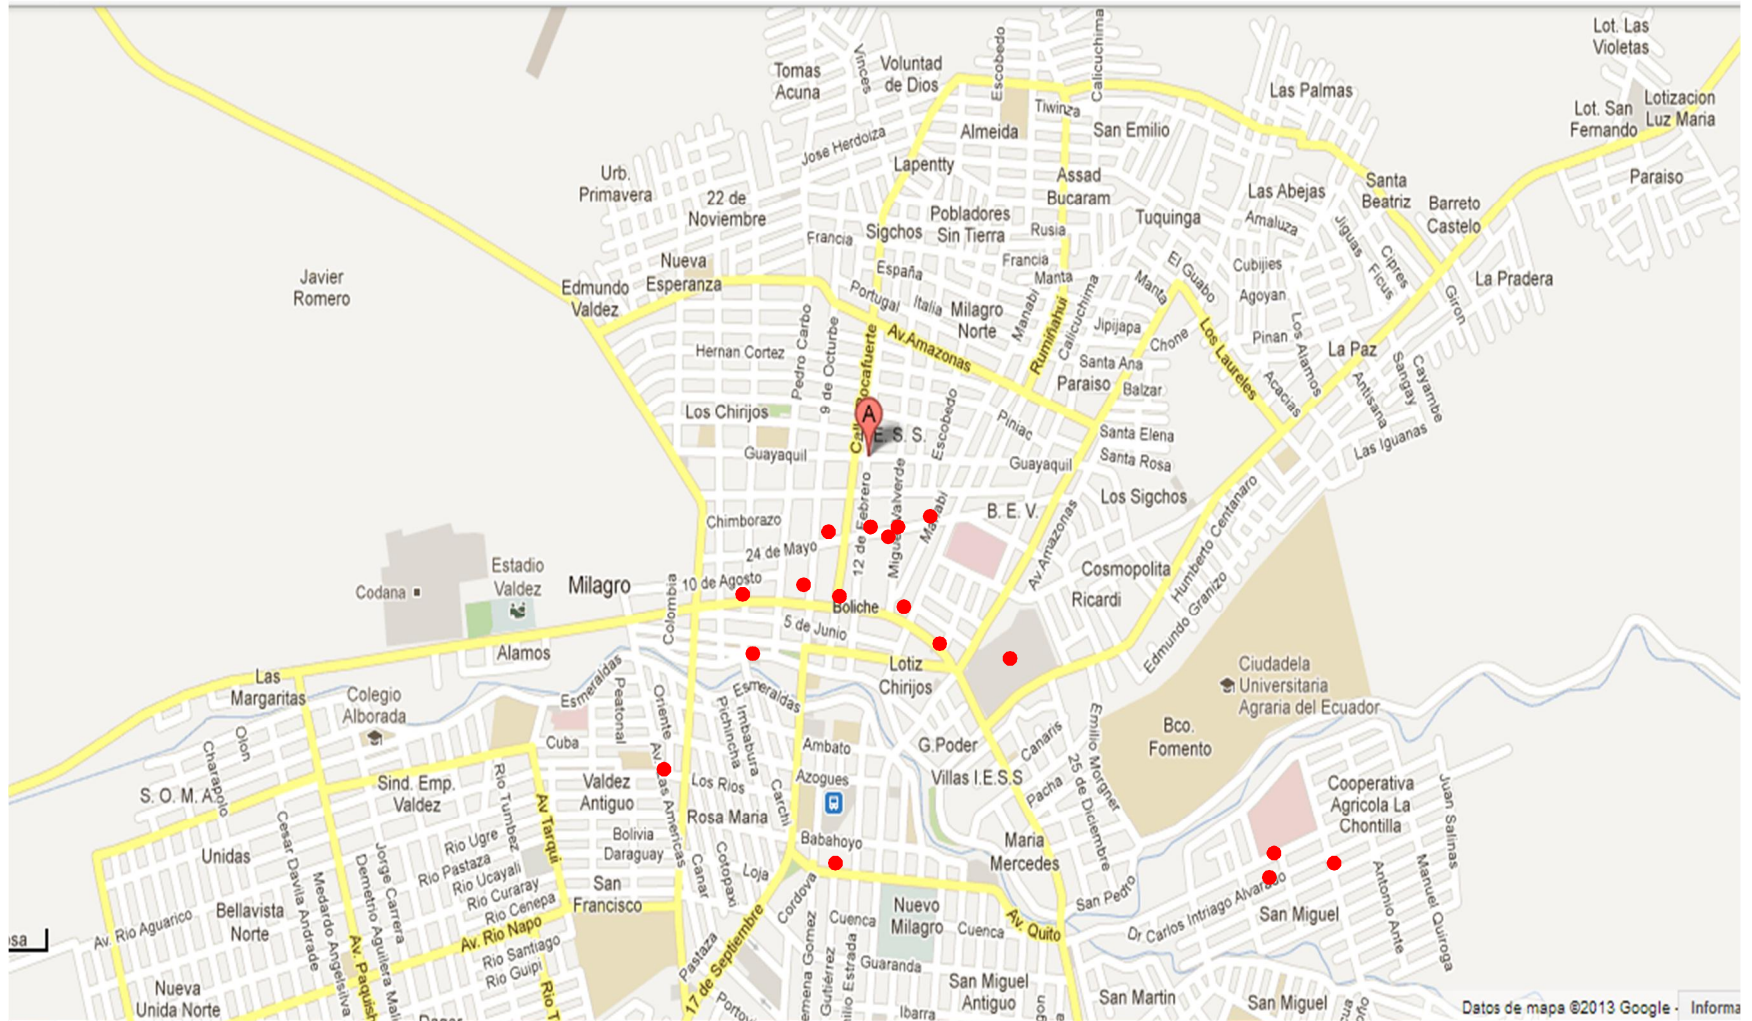 Lot. Las
Violetas
Voluntad
de Dios
Tomas
Acuna
Vinces
Escobedo
Calicuchima
Las Palmas
Lotizacion
Luz Maria
Lot. San
Fernando
Tiwinza
Almeida
San Emilio
Jose Herdoiza
Lapentty
Urb.
Primavera
Assad
Bucaram
Santa
Beatriz
Paraiso
Las Abejas
22 de
Noviembre
Barreto
Castelo
Pobladores
Sin Tierra
Tuquinga
Amaluza
Jiguas
Sigchos
Rusia
Francia
Francia
Cipres
Ficus
Nueva
Esperanza
España
Manta
El Guabo
Manta
Cubijies
La Pradera
Javier
Romero
Edmundo
Valdez
Portugal
Italia
Milagro
Norte
Manabi
Rumiñahui
Calicuchima
Agoyan
Giron
Pedro Carbo
9 de Octurbe
Av.Amazonas
Jipijapa
Chone
Los Laureles
Pinan
Los Alamos
La Paz
Hernan Cortez
Santa Ana
Paraiso
Balzar
Acacias
Antisana
Sangay
Cayambe
Los Chirijos
A
E. S. S.
Escobedo
Piniac
Santa Elena
Las Iguanas
Guayaquil
Guayaquil
Santa Rosa
12 de Febrero
Los Sigchos
B. E. V.
Chimborazo
24 de Mayo
Av.Amazonas
Humberto Centanaro
Estadio
Valdez
Codana
Milagro
10 de Agosto
Cosmopolita
Ricardi
Edmundo Granizo
Colombia
Boliche
5 de Junio
Alamos
Lotiz
Chirijos
Ciudadela
Universitaria
Agraria del Ecuador
Las
Margaritas
Colegio
Alborada
Esmeraldas
Esmeraldas
Peatonal
Oriente
Pichincha
Imbabura
Emilio Mogner
Bco.
Fomento
Olon
Charapolo
Cuba
Ambato
G.Poder
Canaris
25 de Diciembre
S. O. M. A.
Sind. Emp.
Valdez
Rio Tumbez
Valdez
Antiguo
Av. Las Americas
Los Rios
Azogues
Carchi
Villas I.E.S.S
Pacha
Cooperativa
Agricola La
Chontilla
Juan Salinas
Av Tarqui
Rosa Maria
Cesar Davila Andrade
Rio Ugre
Bolivia
Daraguay
Babahoyo
Maria
Mercedes
Unidas
Rio Pastaza
Rio Ucayali
Rio Curaray
Rio Cenepa
Jorge Carrera
Demetrio Aguilera
Medardo Angelsilva
San
Francisco
Canar
Cotopaxi
Loja
Cordova
San Pedro
Dr Carlos Intriago Alvarado
San Miguel
Antonio Ante
Manuel Quiroga
Bellavista
Norte
Av. Rio Aguarico
Av. Rio Napo
Nuevo
Milagro
Cuenca
Cuenca
Av. Quito
Rio Santiago
Rio Guipi
Pastaza
17 de Septiembre
Guaranda
Nueva
Unida Norte
San Miguel
Antiguo
San Martin
San Miguel
Ibarra
Datos de mapa ©2013 Google -
Informa